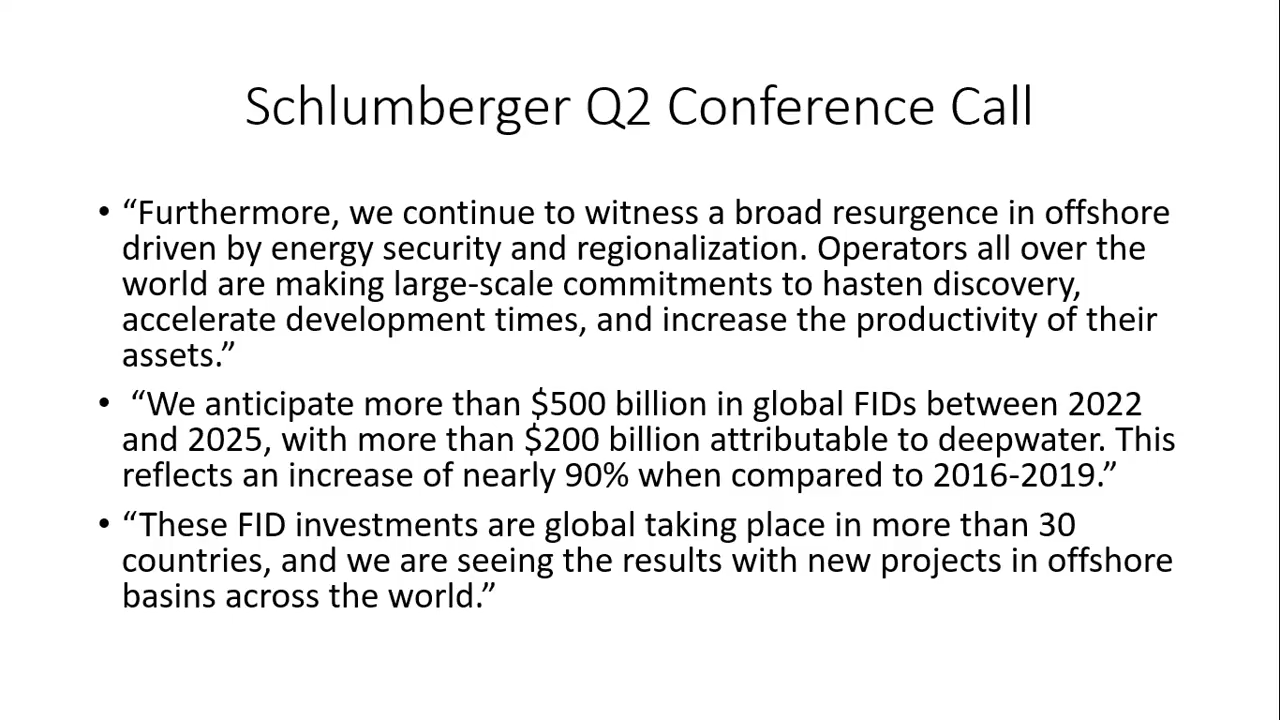 Schlumberger Q2 Conference Call
• “Furthermore, we continue to witness a broad resurgence in offshore
driven by energy security and regionalization. Operators all over the
world are making large-scale commitments to hasten discovery,
accelerate development times, and increase the productivity of their
assets.”
• “We anticipate more than $500 billion in global FIDs between 2022
and 2025, with more than $200 billion attributable to deepwater. This
reflects an increase of nearly 90% when compared to 2016-2019.”
• “These FID investments are global taking place in more than 30
countries, and we are seeing the results with new projects in offshore
basins across the world.”